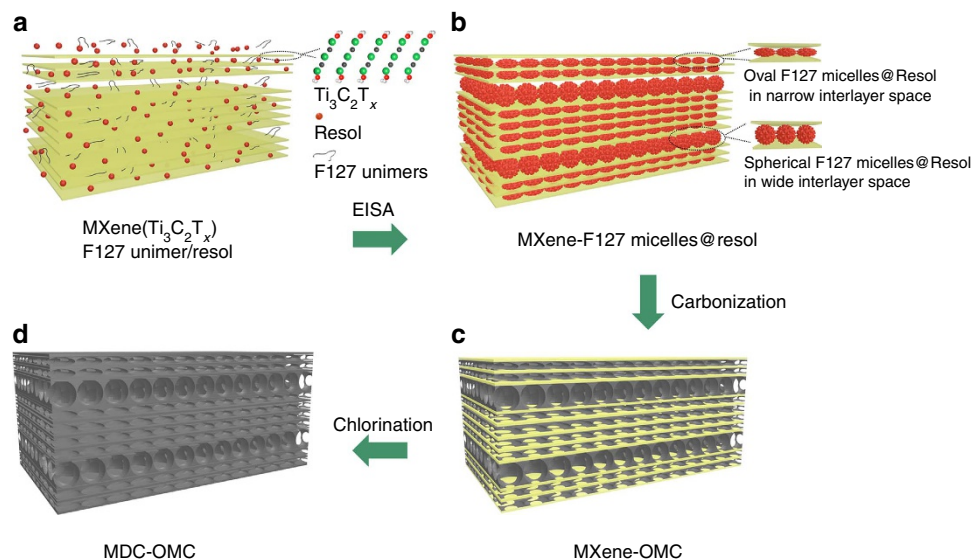 a
Ti3C2Tx
Resol
F127 unimers
MXene(Ti3C2Tx)
F127 unimer/resol
EISA
b
Oval F127 micelles@Resol
in narrow interlayer space
Spherical F127 micelles@Resol
in wide interlayer space
MXene-F127 micelles@resol
Carbonization
d
MDC-OMC
Chlorination
c
MXene-OMC